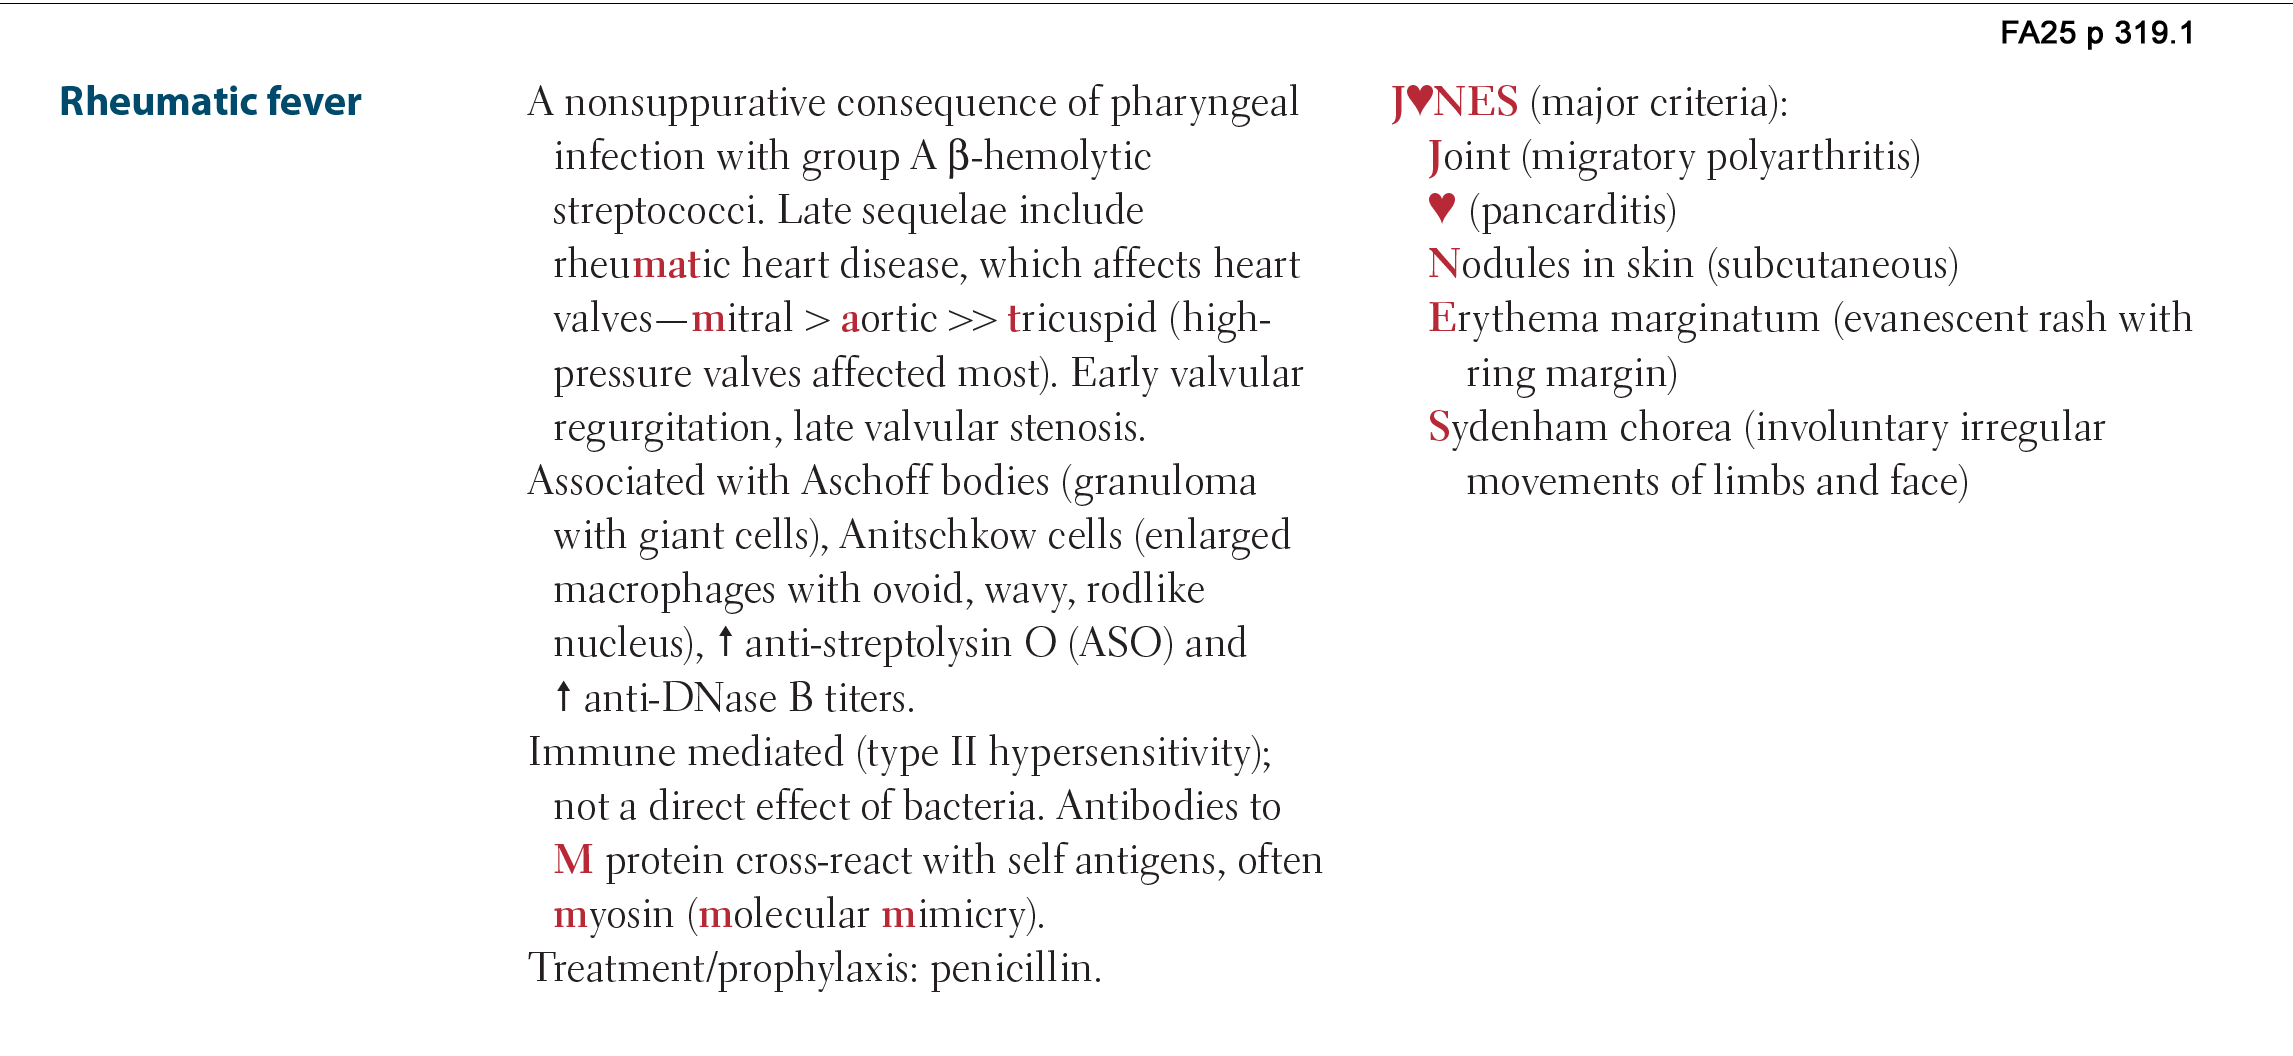 FA25 p 319.1
Rheumatic fever
A nonsuppurative consequence of pharyngeal
infection with group A β-hemolytic
streptococci. Late sequelae include
rheumatic heart disease, which affects heart
valves—mitral > aortic >> tricuspid (high-
pressure valves affected most). Early valvular
regurgitation, late valvular stenosis.
Associated with Aschoff bodies (granuloma
with giant cells), Anitschkow cells (enlarged
macrophages with ovoid, wavy, rodlike
nucleus), ↑ anti-streptolysin O (ASO) and
↑ anti-DNase B titers.
Immune mediated (type II hypersensitivity);
not a direct effect of bacteria. Antibodies to
M protein cross-react with self antigens, often
myosin (molecular mimicry).
Treatment/prophylaxis: penicillin.
J♥NES (major criteria):
Joint (migratory polyarthritis)
♥ (pancarditis)
Nodules in skin (subcutaneous)
Erythema marginatum (evanescent rash with
ring margin)
Sydenham chorea (involuntary irregular
movements of limbs and face)